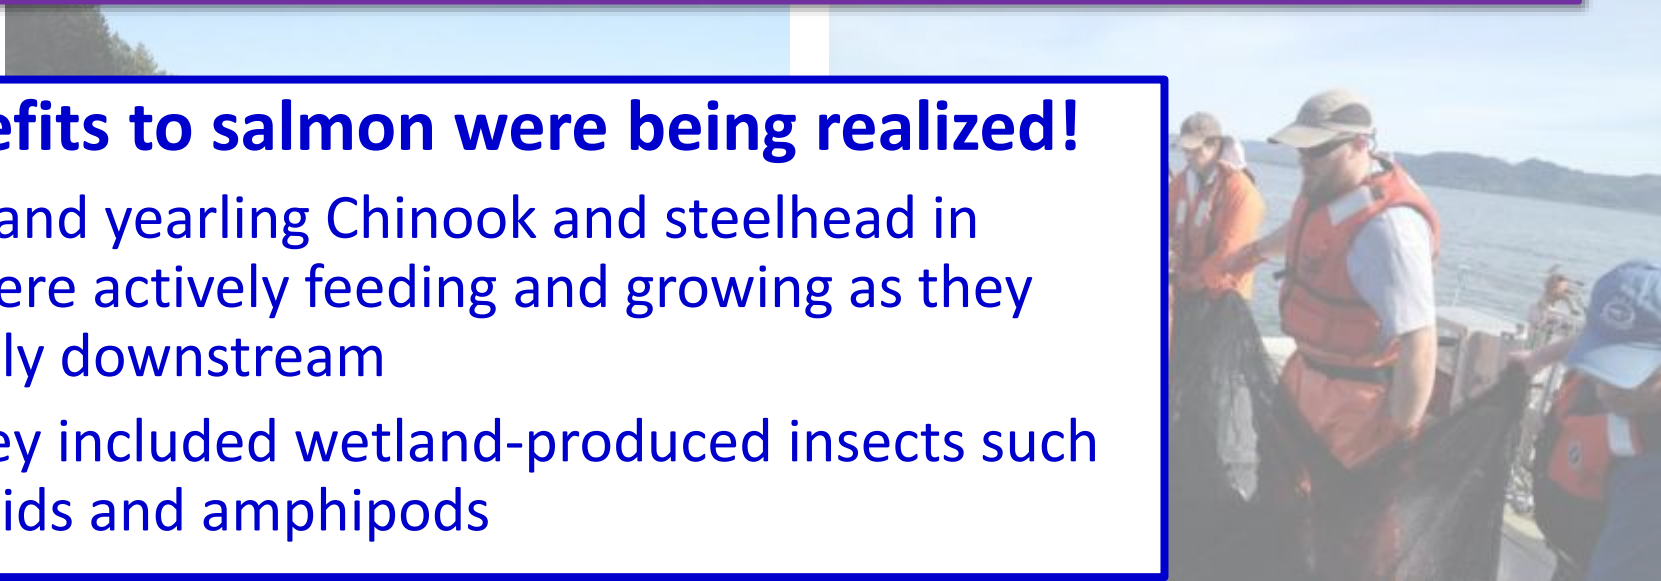 efits to salmon were being realized!
and yearling Chinook and steelhead in
ere actively feeding and growing as they
ly downstream
ey included wetland-produced insects such
ids and amphipods